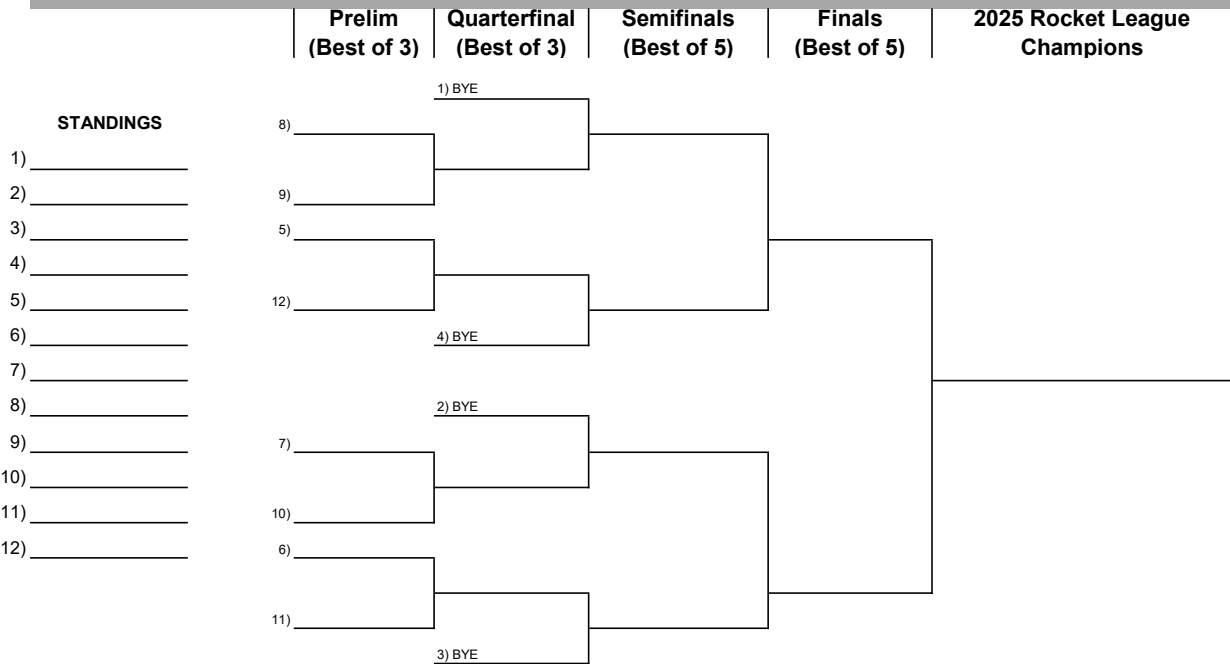 Prelim
(Best of 3)
Quarterfinal
(Best of 3)
Semifinals
(Best of 5)
Finals
(Best of 5)
2025 Rocket League
Champions
STANDINGS
1)
2)
3)
4)
5)
6)
7)
8)
9)
10)
11)
12)
8)
9)
5)
12)
7)
10)
6)
11)
1) BYE
4) BYE
2) BYE
3) BYE